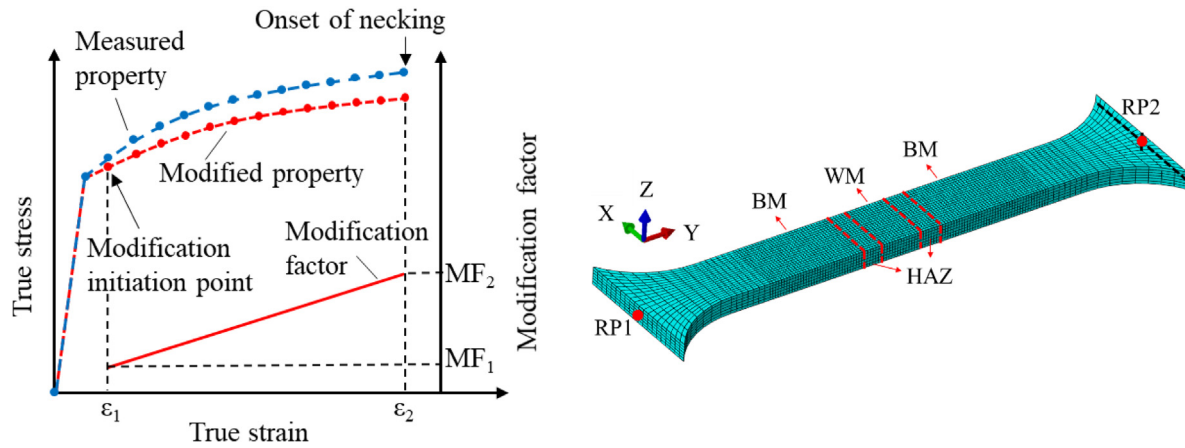 Onset of necking
Measured
property
Modified property
Modification
initiation point
Modification
factor
MF₂
MF₁
ε₁
ε₂
True strain
True stress
Modification factor
RP2
BM
WM
BM
Z
X
Y
HAZ
RP1